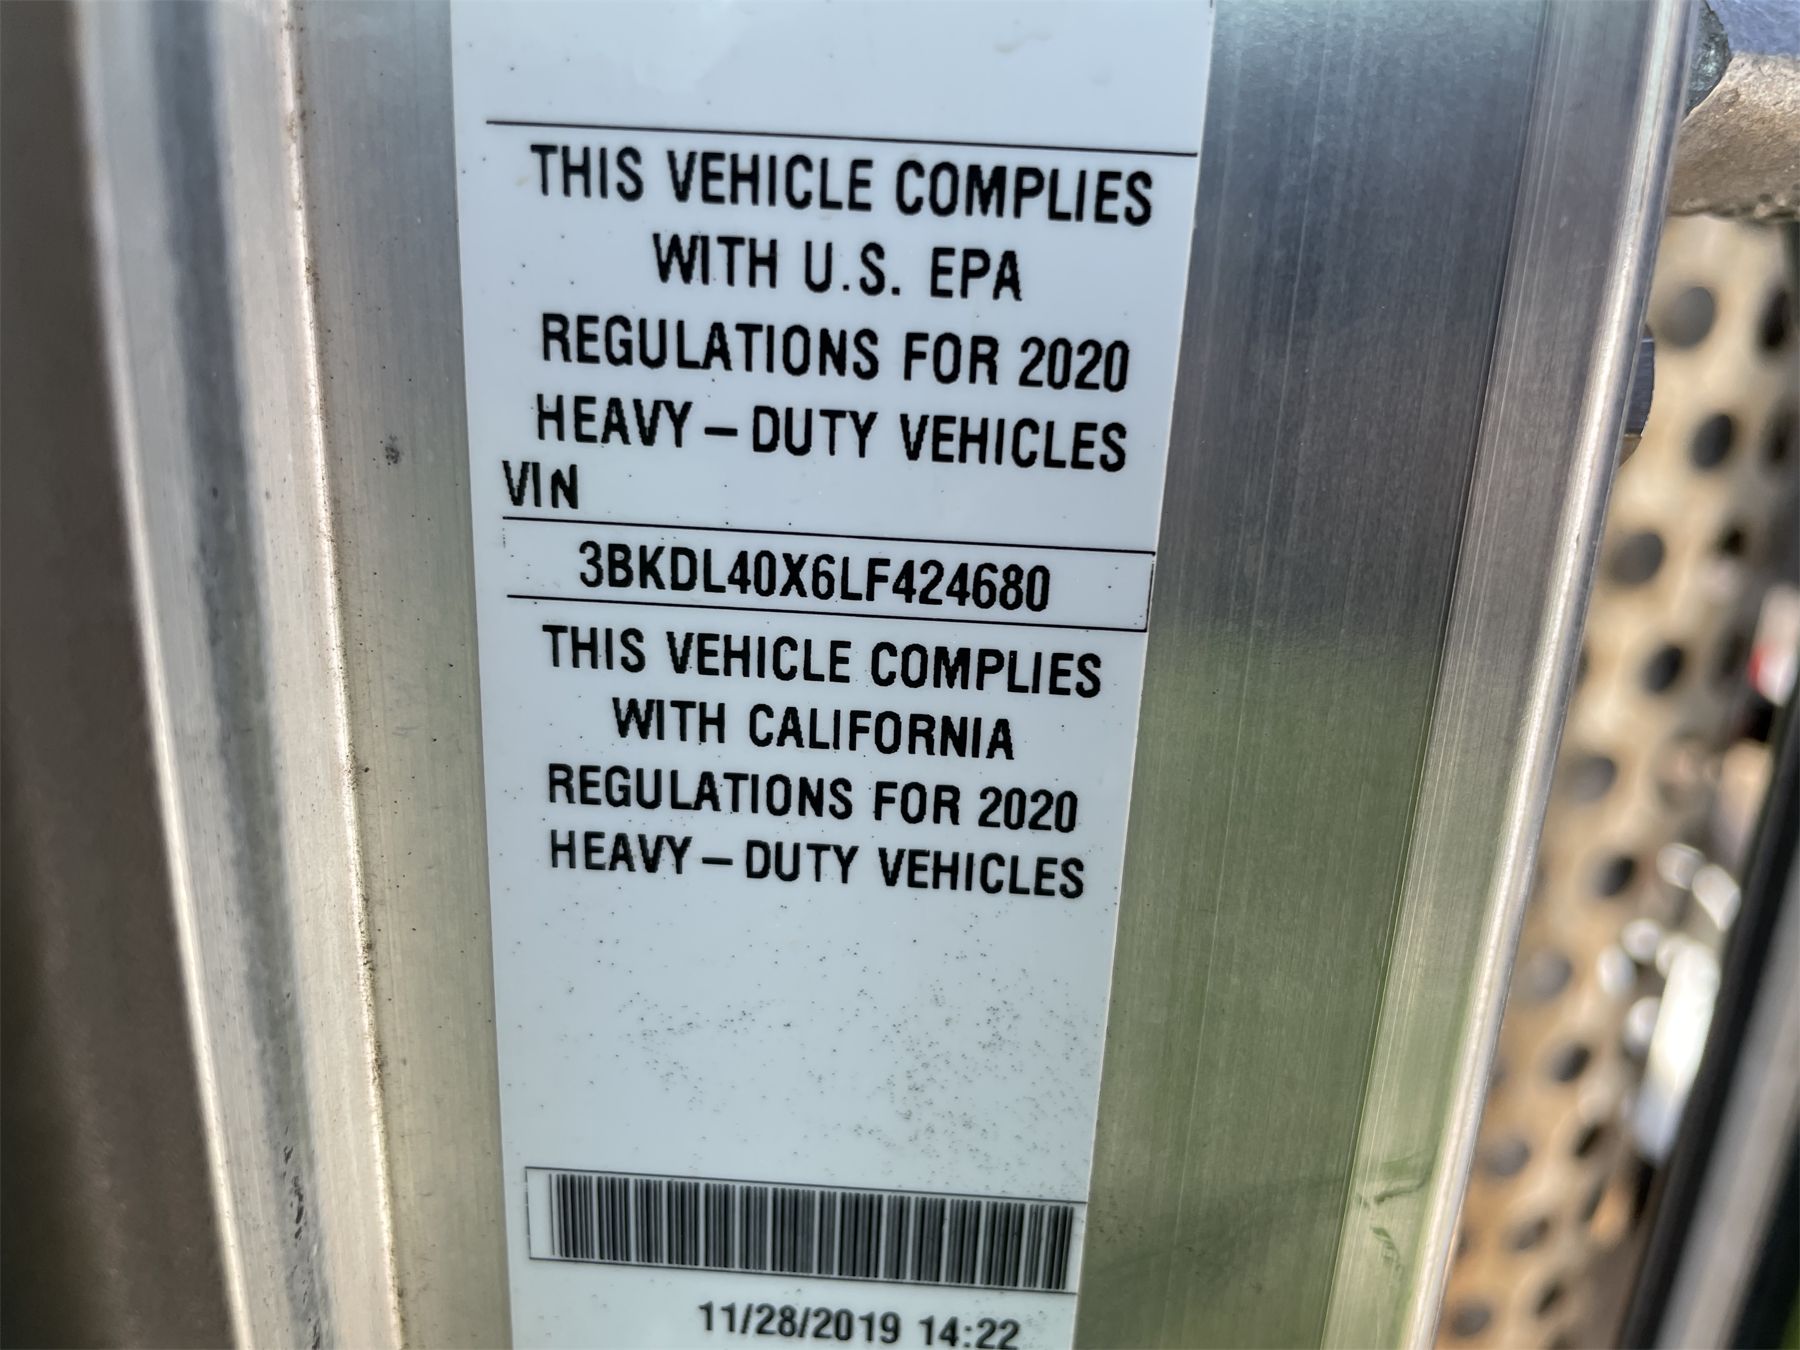 THIS VEHICLE COMPLIES
WITH U.S. EPA
REGULATIONS FOR 2020
HEAVY-DUTY VEHICLES
VIN
3BKDL40X6LF424680
THIS VEHICLE COMPLIES
WITH CALIFORNIA
REGULATIONS FOR 2020
HEAVY-DUTY VEHICLES
11/28/2019 14:22